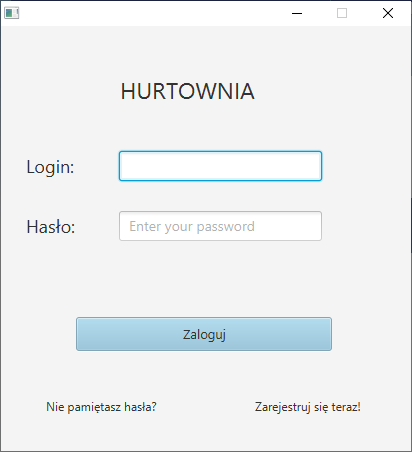 HURTOWNIA
Login:
Hasło:
Enter your password
Zaloguj
Nie pamiętasz hasła?
Zarejestruj się teraz!